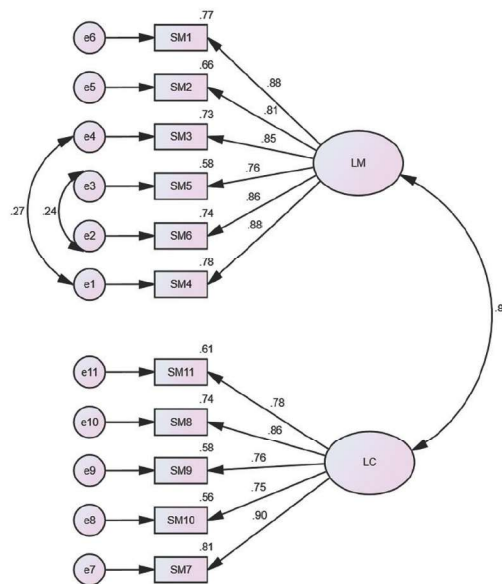 .77
e6 SM1
.66
.88
e5 SM2
.81
.73
e4 SM3
.85
LM
.58
.76
e3 SM5
.86
.27
.24
.74
e2 SM6
.88
.78
e1 SM4
.61
e11 SM11
.78
.74
e10 SM8
.86
.58
.76
e9 SM9
LC
.75
.56
e8 SM10
.90
.81
e7 SM7